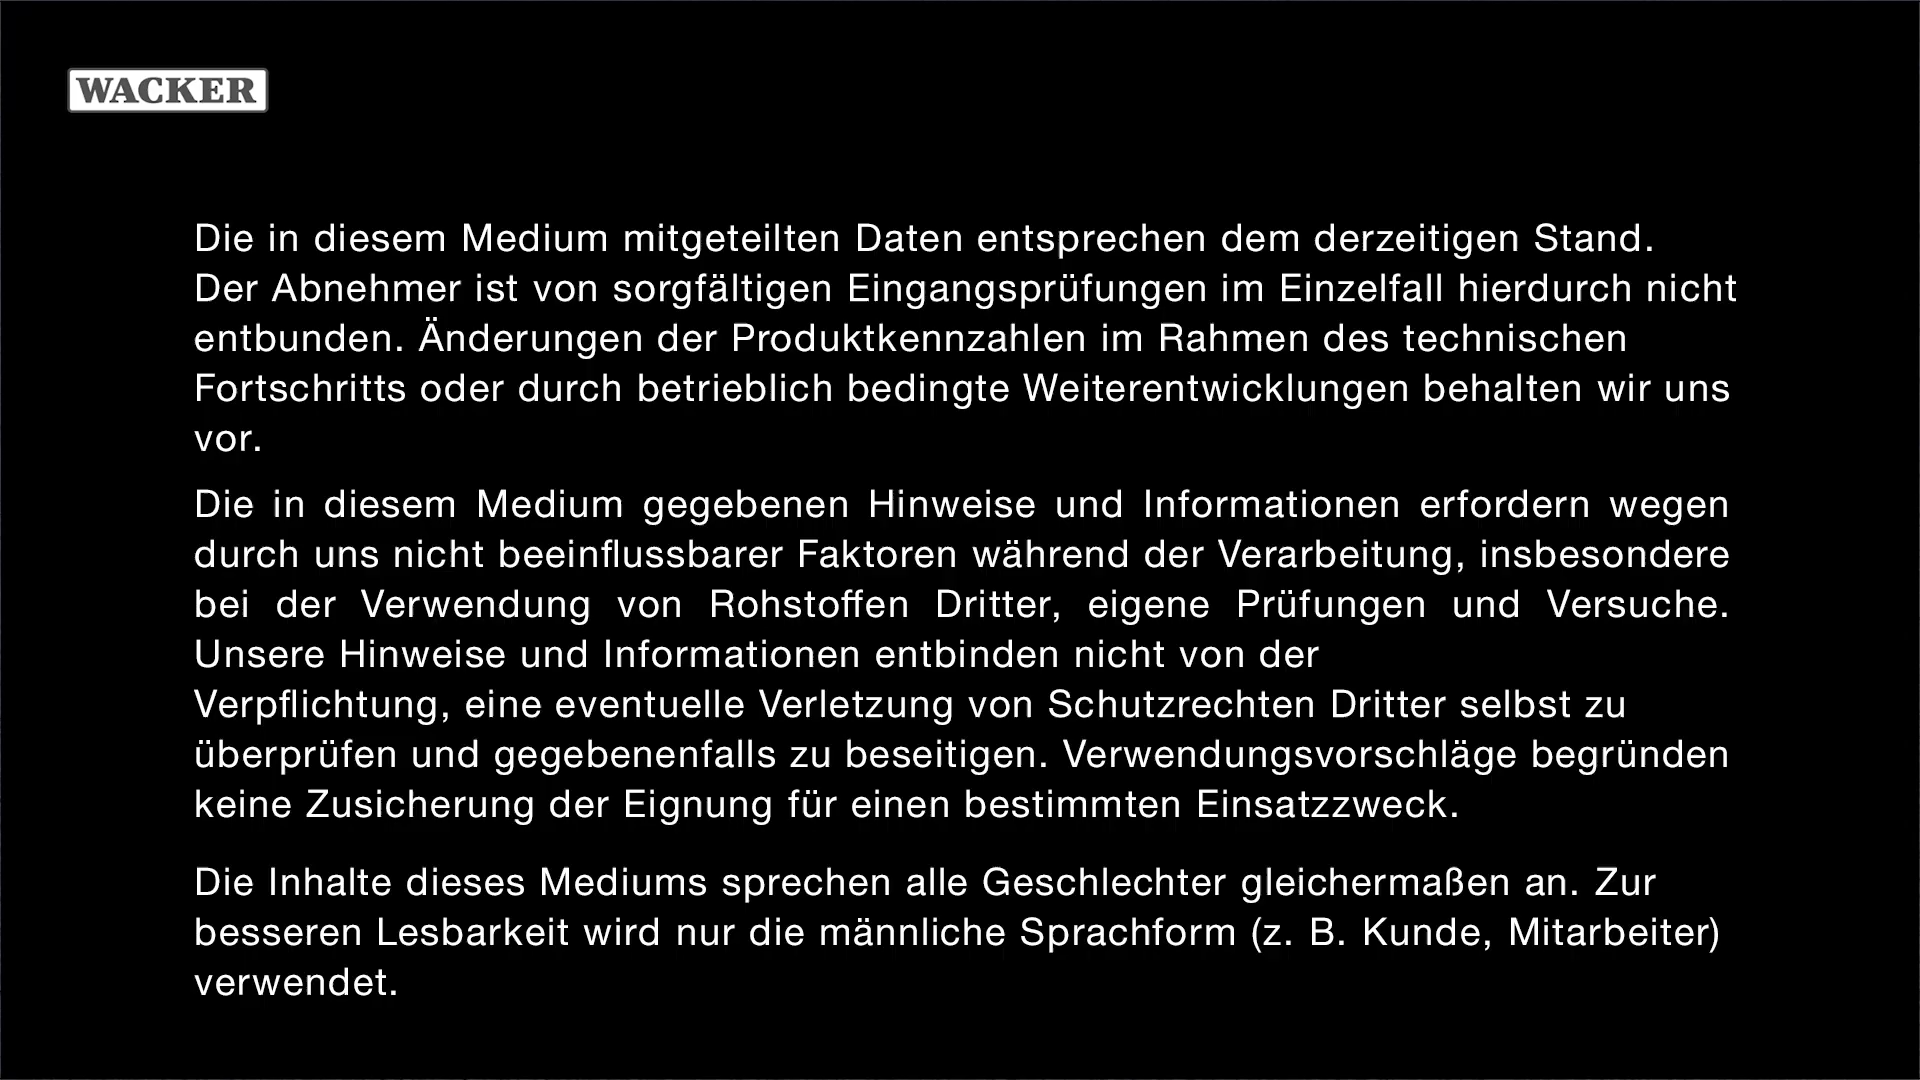 WACKER
Die in diesem Medium mitgeteilten Daten entsprechen dem derzeitigen Stand.
Der Abnehmer ist von sorgfältigen Eingangsprüfungen im Einzelfall hierdurch nicht
entbunden. Änderungen der Produktkennzahlen im Rahmen des technischen
Fortschritts oder durch betrieblich bedingte Weiterentwicklungen behalten wir uns
vor.
Die in diesem Medium gegebenen Hinweise und Informationen erfordern wegen
durch uns nicht beeinflussbarer Faktoren während der Verarbeitung, insbesondere
bei der Verwendung von Rohstoffen Dritter, eigene Prüfungen und Versuche.
Unsere Hinweise und Informationen entbinden nicht von der
Verpflichtung, eine eventuelle Verletzung von Schutzrechten Dritter selbst zu
überprüfen und gegebenenfalls zu beseitigen. Verwendungsvorschläge begründen
keine Zusicherung der Eignung für einen bestimmten Einsatzzweck.
Die Inhalte dieses Mediums sprechen alle Geschlechter gleichermaßen an. Zur
besseren Lesbarkeit wird nur die männliche Sprachform (z. B. Kunde, Mitarbeiter)
verwendet.